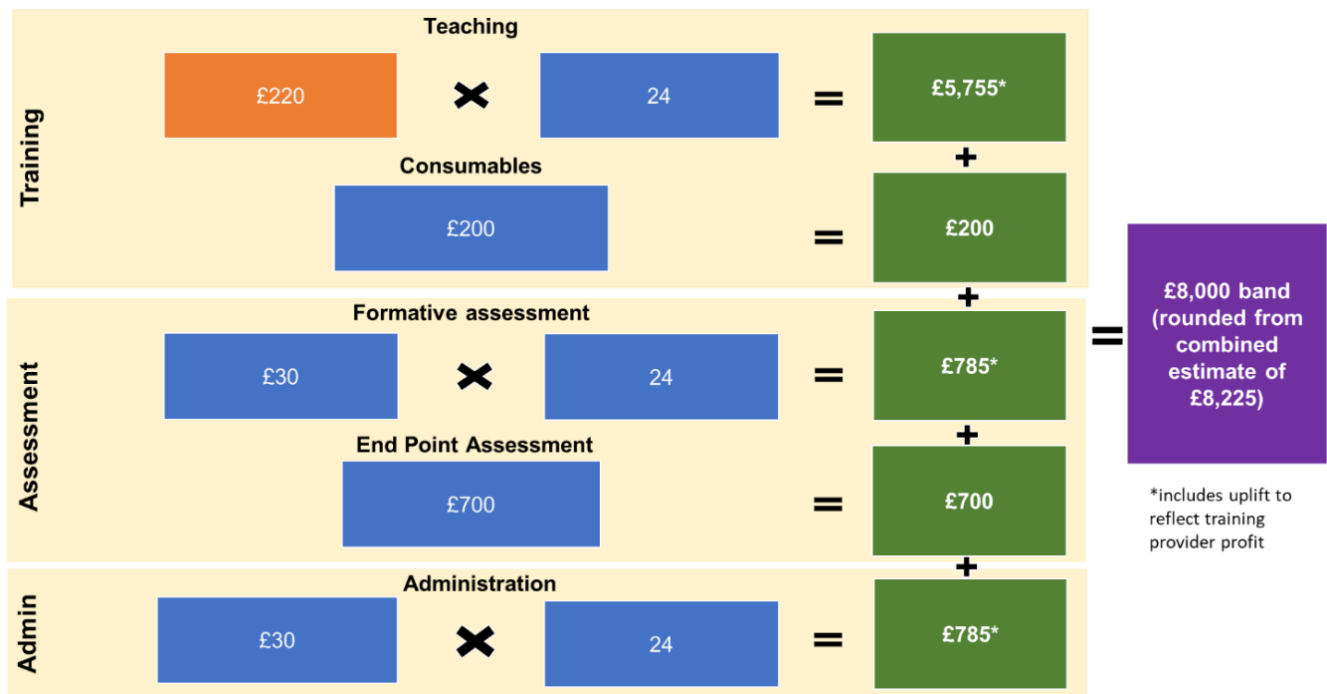 Training
Teaching
£220 × 24 = £5,755*
+
Consumables
£200 = £200
+
Assessment
Formative assessment
£30 × 24 = £785*
+
End Point Assessment
£700 = £700
+
Admin
Administration
£30 × 24 = £785*
=
£8,000 band
(rounded from
combined
estimate of
£8,225)
*includes uplift to
reflect training
provider profit